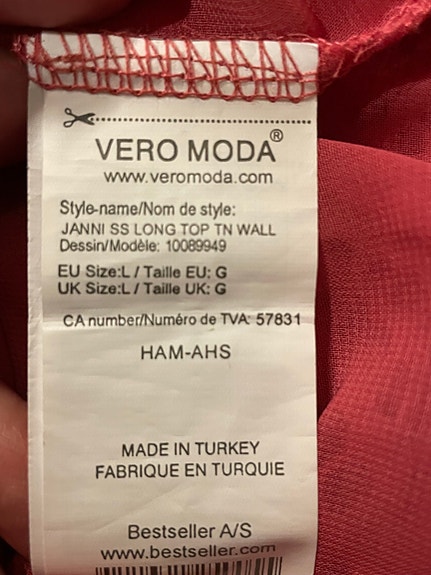 VERO MODA®
www.veromoda.com
Style-name/Nom de style:
JANNI SS LONG TOP TN WALL
Dessin/Modèle: 10089949
EU Size:L / Taille EU: G
UK Size:L / Taille UK: G
CA number/Numéro de TVA: 57831
HAM-AHS
MADE IN TURKEY
FABRIQUE EN TURQUIE
Bestseller A/S
www.bestseller.com